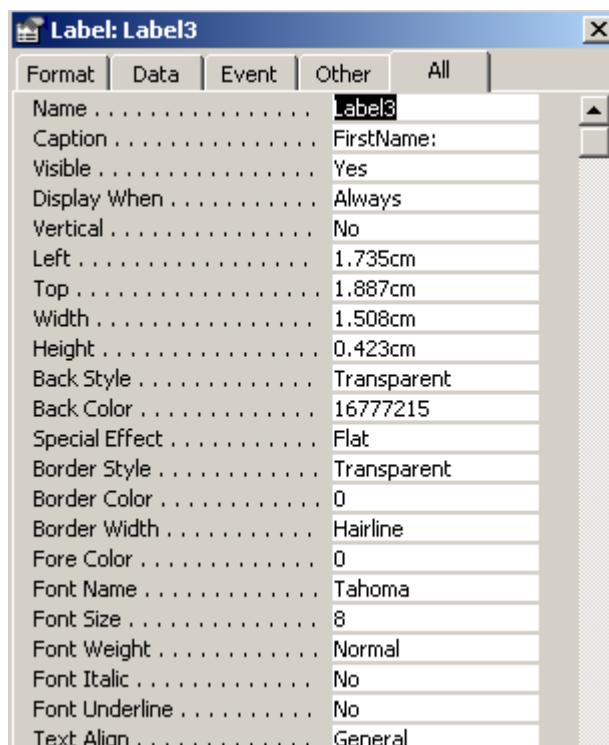 Label: Label3
Format Data Event Other All
Name . . . . . . . . . . . . . . . . . Label3
Caption . . . . . . . . . . . . . . . FirstName:
Visible . . . . . . . . . . . . . . . . Yes
Display When . . . . . . . . . . . Always
Vertical . . . . . . . . . . . . . . . No
Left . . . . . . . . . . . . . . . . . . 1.735cm
Top . . . . . . . . . . . . . . . . . . 1.887cm
Width . . . . . . . . . . . . . . . . 1.508cm
Height . . . . . . . . . . . . . . . . 0.423cm
Back Style . . . . . . . . . . . . . Transparent
Back Color . . . . . . . . . . . . . 16777215
Special Effect . . . . . . . . . . . Flat
Border Style . . . . . . . . . . . . Transparent
Border Color . . . . . . . . . . . . 0
Border Width . . . . . . . . . . . Hairline
Fore Color . . . . . . . . . . . . . 0
Font Name . . . . . . . . . . . . . Tahoma
Font Size . . . . . . . . . . . . . . 8
Font Weight . . . . . . . . . . . . Normal
Font Italic . . . . . . . . . . . . . No
Font Underline . . . . . . . . . . No
Text Align . . . . . . . . . . . . . General